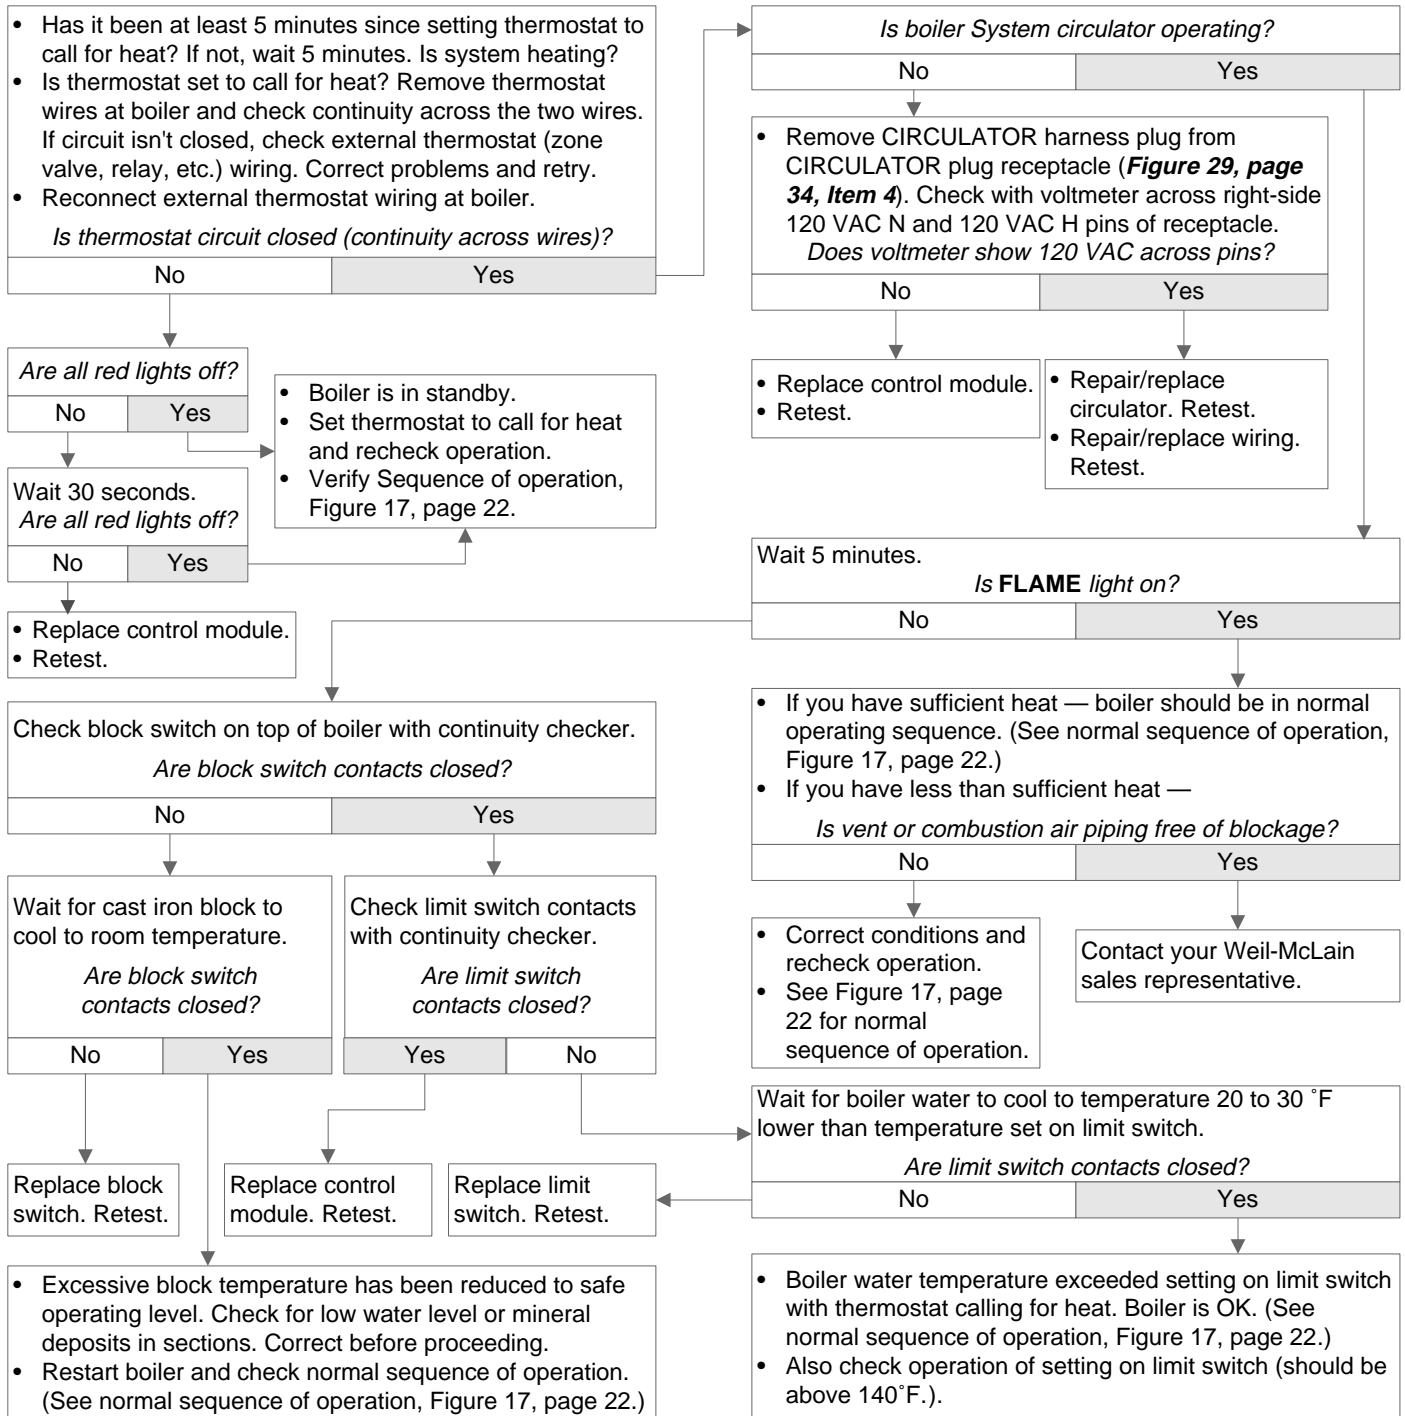 • Has it been at least 5 minutes since setting thermostat to
call for heat? If not, wait 5 minutes. Is system heating?
• Is thermostat set to call for heat? Remove thermostat
wires at boiler and check continuity across the two wires.
If circuit isn't closed, check external thermostat (zone
valve, relay, etc.) wiring. Correct problems and retry.
• Reconnect external thermostat wiring at boiler.
Is thermostat circuit closed (continuity across wires)?
No
Yes
Is boiler System circulator operating?
No
Yes
• Remove CIRCULATOR harness plug from
CIRCULATOR plug receptacle (Figure 29, page
34, Item 4). Check with voltmeter across right-side
120 VAC N and 120 VAC H pins of receptacle.
Does voltmeter show 120 VAC across pins?
No
Yes
• Replace control module.
• Retest.
• Repair/replace
circulator. Retest.
• Repair/replace wiring.
Retest.
Are all red lights off?
No
Yes
• Boiler is in standby.
• Set thermostat to call for heat
and recheck operation.
• Verify Sequence of operation,
Figure 17, page 22.
Wait 30 seconds.
Are all red lights off?
No
Yes
• Replace control module.
• Retest.
Wait 5 minutes.
Is FLAME light on?
No
Yes
Check block switch on top of boiler with continuity checker.
Are block switch contacts closed?
No
Yes
• If you have sufficient heat — boiler should be in normal
operating sequence. (See normal sequence of operation,
Figure 17, page 22.)
• If you have less than sufficient heat —
Is vent or combustion air piping free of blockage?
No
Yes
• Correct conditions and
recheck operation.
• See Figure 17, page
22 for normal
sequence of operation.
Contact your Weil-McLain
sales representative.
Wait for cast iron block to
cool to room temperature.
Are block switch
contacts closed?
No
Yes
Check limit switch contacts
with continuity checker.
Are limit switch
contacts closed?
Yes
No
Wait for boiler water to cool to temperature 20 to 30 ˚F
lower than temperature set on limit switch.
Are limit switch contacts closed?
No
Yes
Replace block
switch. Retest.
Replace control
module. Retest.
Replace limit
switch. Retest.
• Excessive block temperature has been reduced to safe
operating level. Check for low water level or mineral
deposits in sections. Correct before proceeding.
• Restart boiler and check normal sequence of operation.
(See normal sequence of operation, Figure 17, page 22.)
• Boiler water temperature exceeded setting on limit switch
with thermostat calling for heat. Boiler is OK. (See
normal sequence of operation, Figure 17, page 22.)
• Also check operation of setting on limit switch (should be
above 140˚F.).